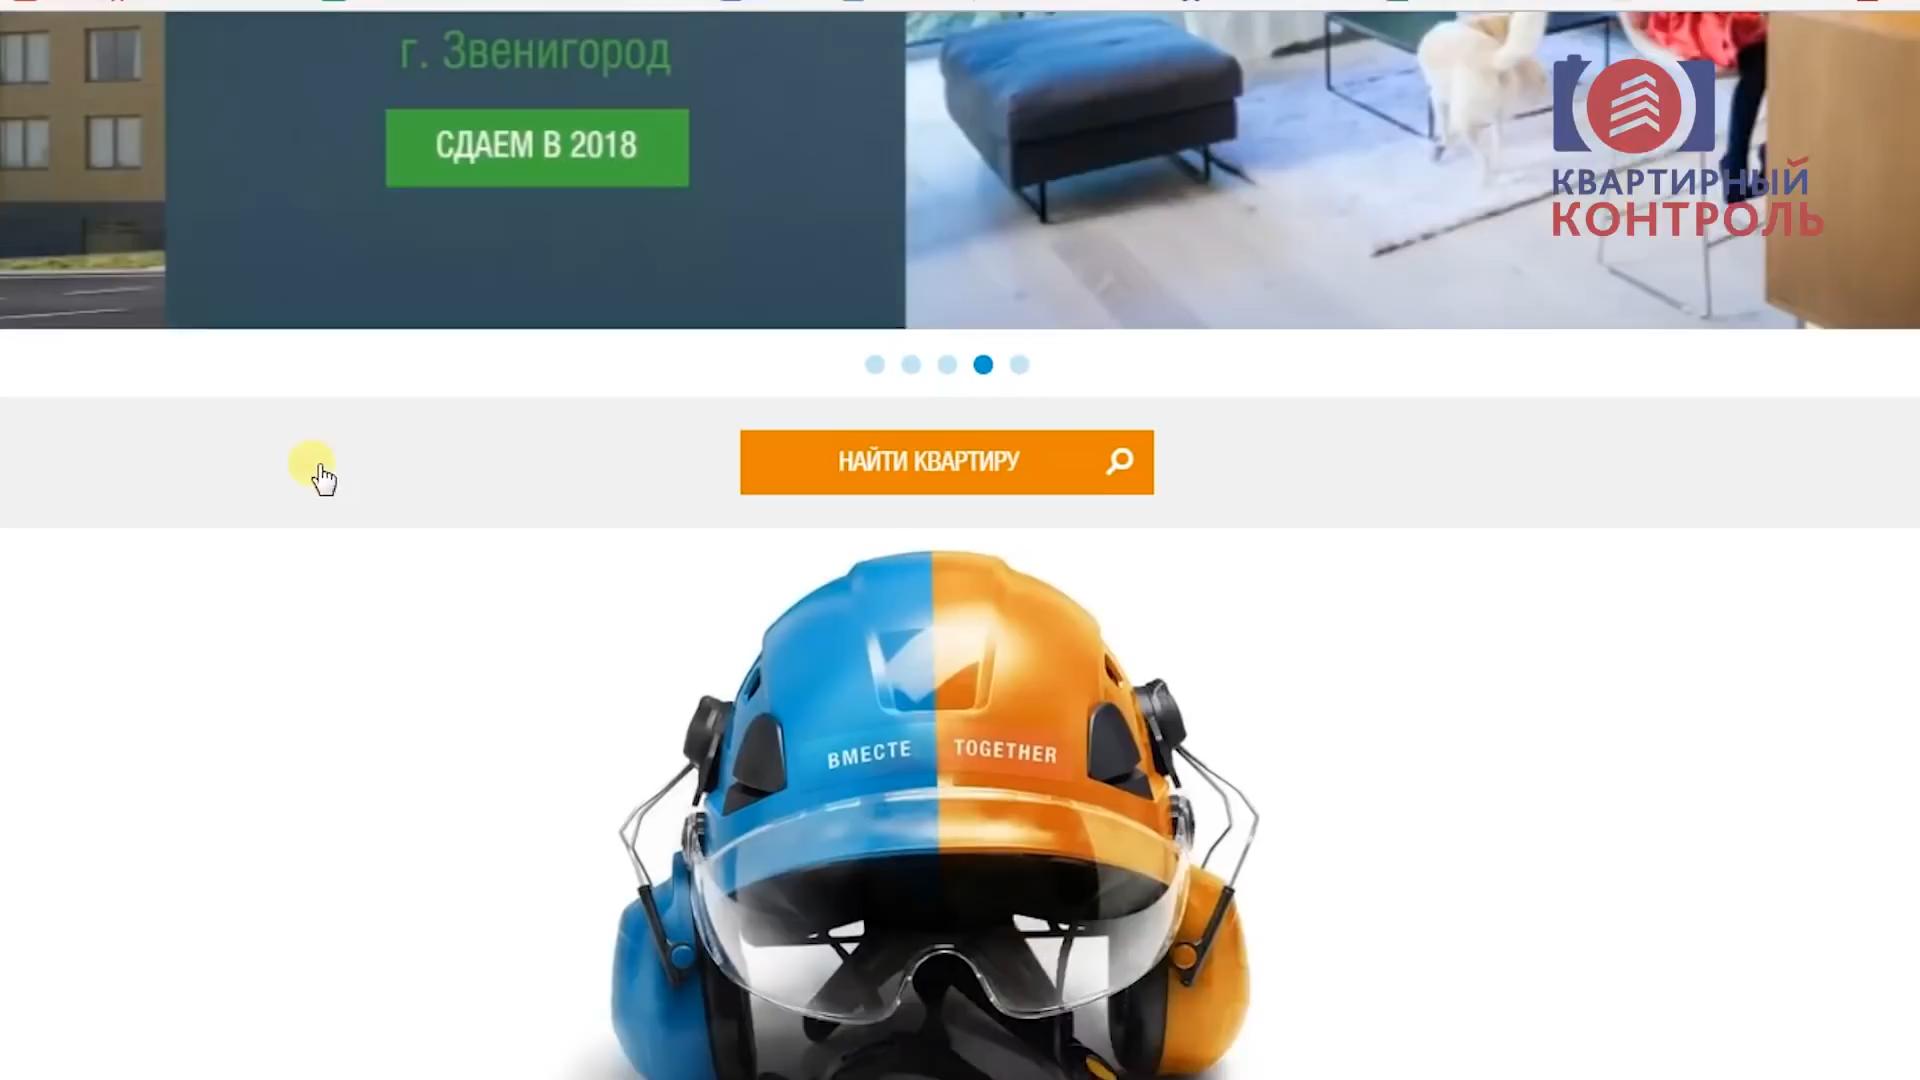 г. Звенигород
СДАЕМ В 2018
КВАРТИРНЫЙ
КОНТРОЛЬ
НАЙТИ КВАРТИРУ
ВМЕСТЕ TOGETHER